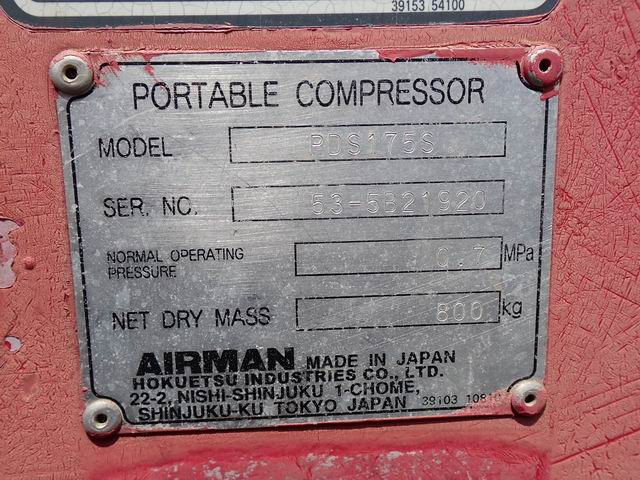 39153 54100
PORTABLE COMPRESSOR
MODEL PDS175S
SER. NO. 53-5B21920
NORMAL OPERATING PRESSURE 0.7 MPa
NET DRY MASS 800 kg
AIRMAN MADE IN JAPAN
HOKUETSU INDUSTRIES CO., LTD.
22-2, NISHI-SHINJUKU 1-CHOME,
SHINJUKU-KU TOKYO JAPAN 39103 10810